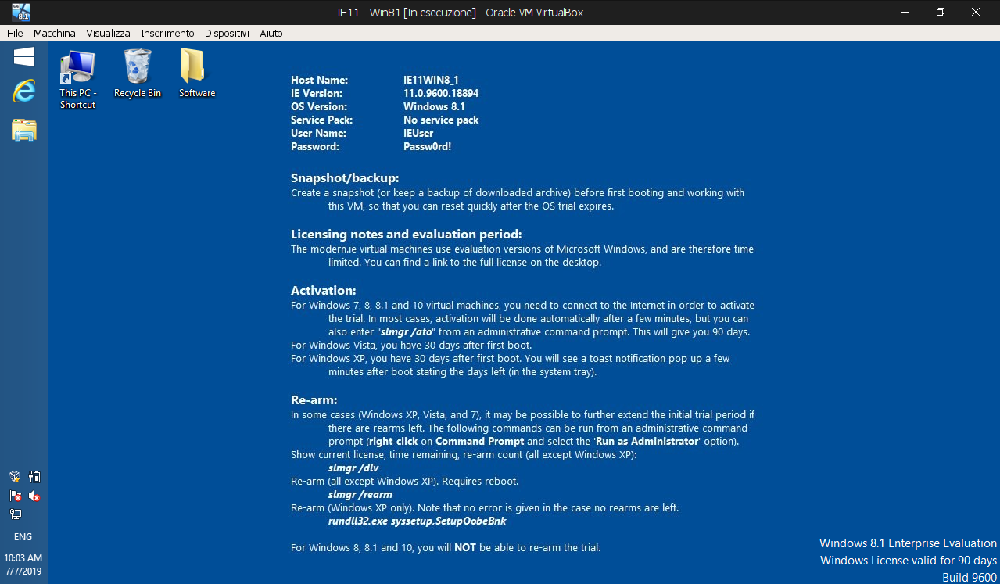 IE11 - Win81 [In esecuzione] - Oracle VM VirtualBox
File Macchina Visualizza Inserimento Dispositivi Aiuto
This PC -
Shortcut
Recycle Bin
Software
Host Name: IE11WIN8_1
IE Version: 11.0.9600.18894
OS Version: Windows 8.1
Service Pack: No service pack
User Name: IEUser
Password: Passw0rd!
Snapshot/backup:
Create a snapshot (or keep a backup of downloaded archive) before first booting and working with
this VM, so that you can reset quickly after the OS trial expires.
Licensing notes and evaluation period:
The modern.ie virtual machines use evaluation versions of Microsoft Windows, and are therefore time
limited. You can find a link to the full license on the desktop.
Activation:
For Windows 7, 8, 8.1 and 10 virtual machines, you need to connect to the Internet in order to activate
the trial. In most cases, activation will be done automatically after a few minutes, but you can
also enter "slmgr /ato" from an administrative command prompt. This will give you 90 days.
For Windows Vista, you have 30 days after first boot.
For Windows XP, you have 30 days after first boot. You will see a toast notification pop up a few
minutes after boot stating the days left (in the system tray).
Re-arm:
In some cases (Windows XP, Vista, and 7), it may be possible to further extend the initial trial period if
there are rearms left. The following commands can be run from an administrative command
prompt (right-click on Command Prompt and select the 'Run as Administrator' option).
Show current license, time remaining, re-arm count (all except Windows XP):
slmgr /dlv
Re-arm (all except Windows XP). Requires reboot.
slmgr /rearm
Re-arm (Windows XP only). Note that no error is given in the case no rearms are left.
rundll32.exe syssetup,SetupOobeBnk
For Windows 8, 8.1 and 10, you will NOT be able to re-arm the trial.
ENG
10:03 AM
7/7/2019
Windows 8.1 Enterprise Evaluation
Windows License valid for 90 days
Build 9600